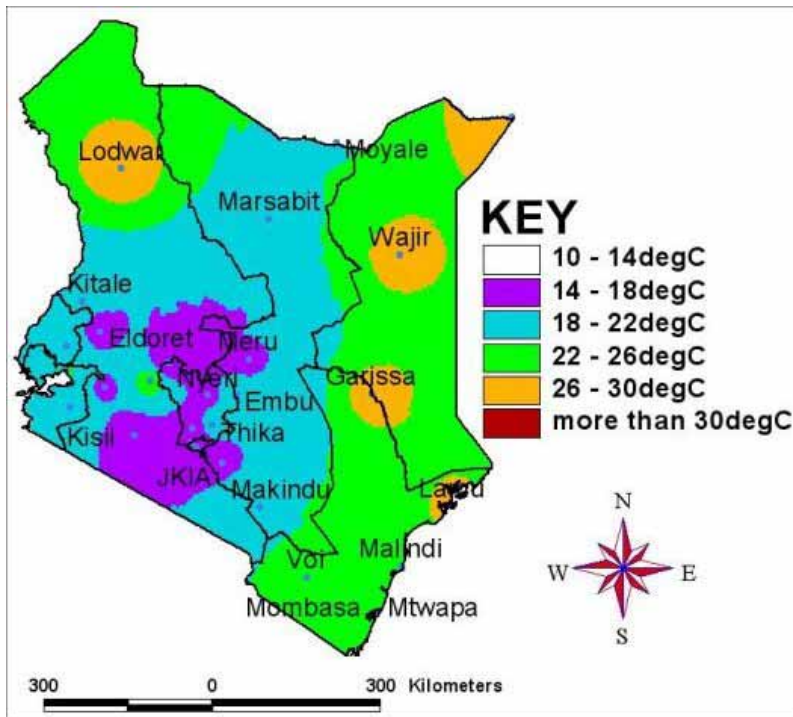 Lodwar
Moyale
Marsabit
Wajir
Kitale
Eldoret
Meru
Nyeri
Garissa
Embu
Kisii
Thika
JKIA
Makindu
Lamu
Voi
Malindi
Mombasa
Mtwapa
KEY
10 - 14degC
14 - 18degC
18 - 22degC
22 - 26degC
26 - 30degC
more than 30degC
N
W
E
S
300
0
300 Kilometers